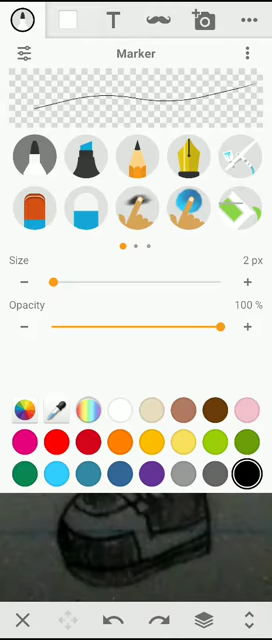 T
Marker
Size
2 px
−
+
Opacity
100 %
−
+